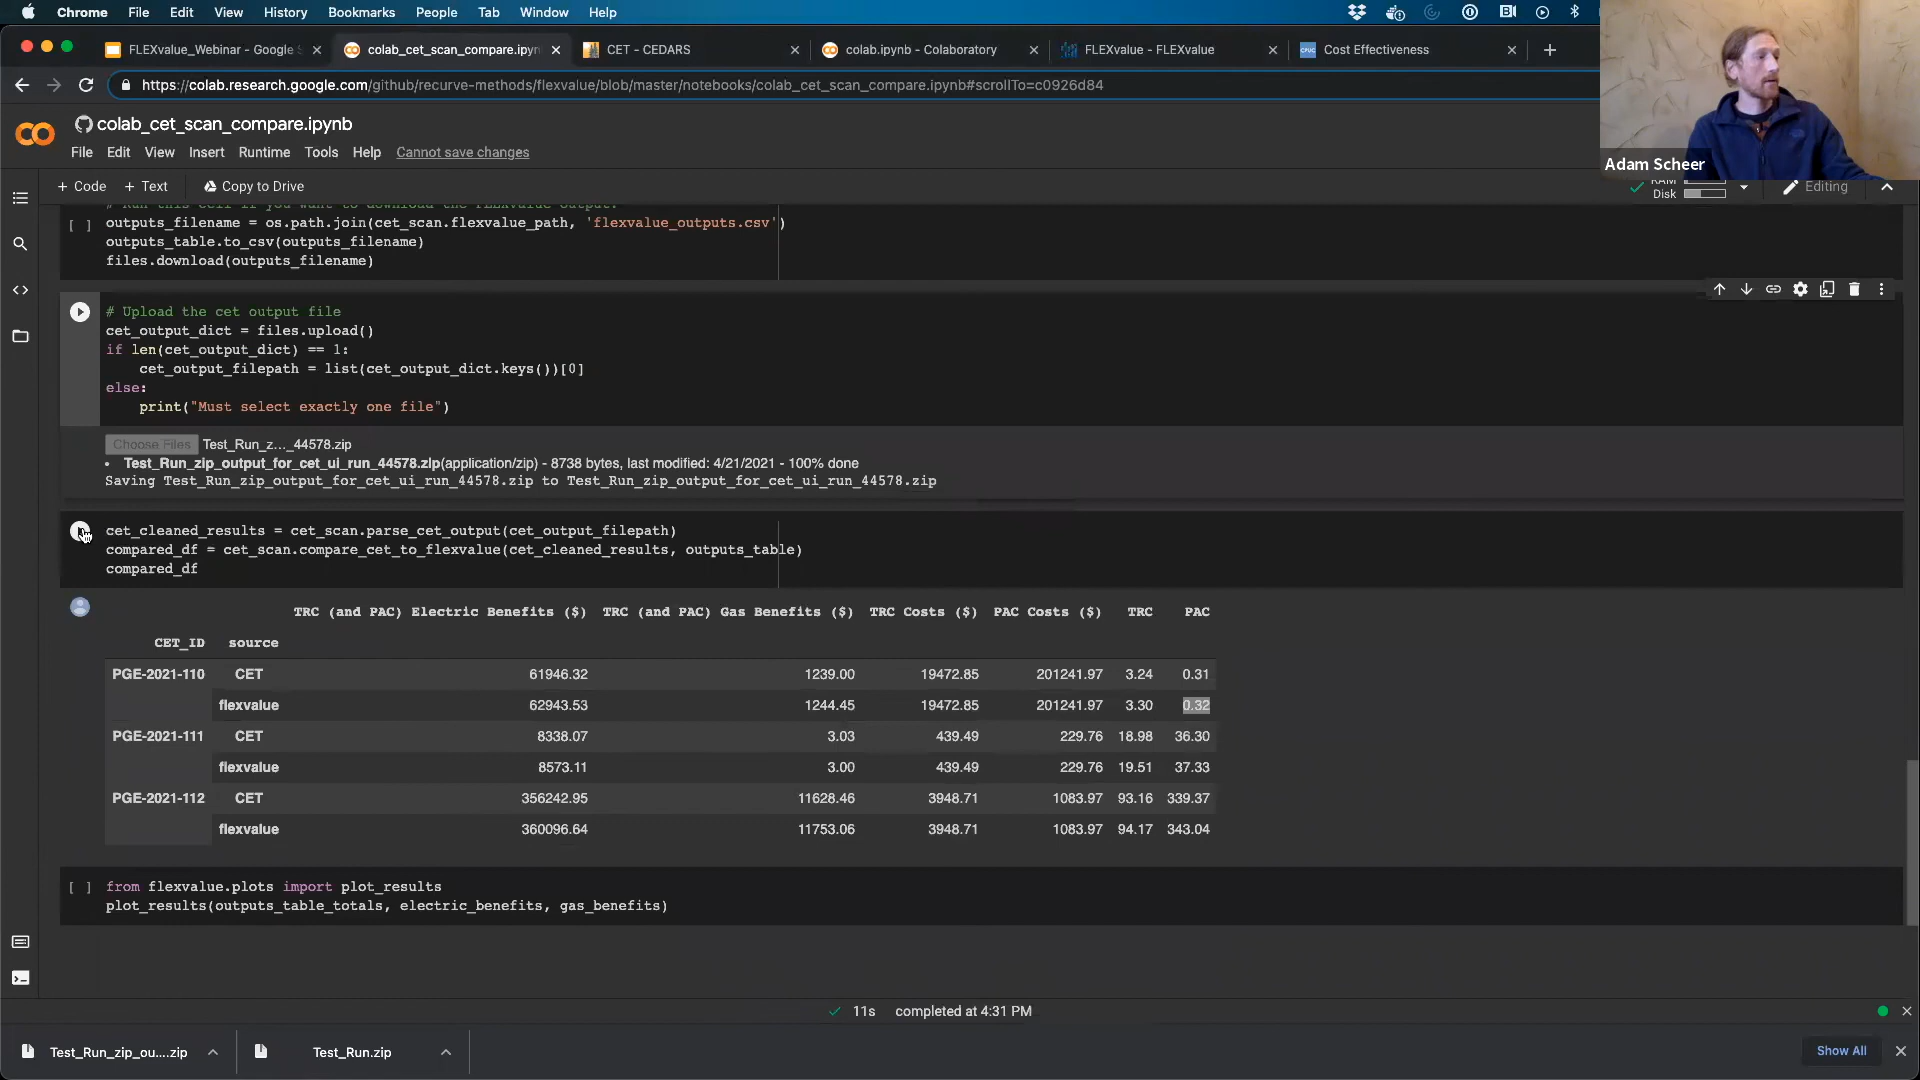 Chrome File Edit View History Bookmarks People Tab Window Help
FLEXvalue_Webinar - Google S
colab_cet_scan_compare.ipyn
CET - CEDARS
colab.ipynb - Colaboratory
FLEXvalue - FLEXvalue
CPUC Cost Effectiveness
https://colab.research.google.com/github/recurve-methods/flexvalue/blob/master/notebooks/colab_cet_scan_compare.ipynb#scrollTo=c0926d84
colab_cet_scan_compare.ipynb
File Edit View Insert Runtime Tools Help Cannot save changes
Adam Scheer
+ Code + Text Copy to Drive
RAM
Disk
Editing
# Run this cell if you want to download the FLEXvalue output.
[ ] outputs_filename = os.path.join(cet_scan.flexvalue_path, 'flexvalue_outputs.csv')
outputs_table.to_csv(outputs_filename)
files.download(outputs_filename)
# Upload the cet output file
cet_output_dict = files.upload()
if len(cet_output_dict) == 1:
cet_output_filepath = list(cet_output_dict.keys())[0]
else:
print("Must select exactly one file")
Choose Files Test_Run_z..._44578.zip
• Test_Run_zip_output_for_cet_ui_run_44578.zip(application/zip) - 8738 bytes, last modified: 4/21/2021 - 100% done
Saving Test_Run_zip_output_for_cet_ui_run_44578.zip to Test_Run_zip_output_for_cet_ui_run_44578.zip
cet_cleaned_results = cet_scan.parse_cet_output(cet_output_filepath)
compared_df = cet_scan.compare_cet_to_flexvalue(cet_cleaned_results, outputs_table)
compared_df
TRC (and PAC) Electric Benefits ($) TRC (and PAC) Gas Benefits ($) TRC Costs ($) PAC Costs ($) TRC PAC
CET_ID source
PGE-2021-110 CET 61946.32 1239.00 19472.85 201241.97 3.24 0.31
flexvalue 62943.53 1244.45 19472.85 201241.97 3.30 0.32
PGE-2021-111 CET 8338.07 3.03 439.49 229.76 18.98 36.30
flexvalue 8573.11 3.00 439.49 229.76 19.51 37.33
PGE-2021-112 CET 356242.95 11628.46 3948.71 1083.97 93.16 339.37
flexvalue 360096.64 11753.06 3948.71 1083.97 94.17 343.04
[ ] from flexvalue.plots import plot_results
plot_results(outputs_table_totals, electric_benefits, gas_benefits)
11s completed at 4:31 PM
Test_Run_zip_ou....zip
Test_Run.zip
Show All